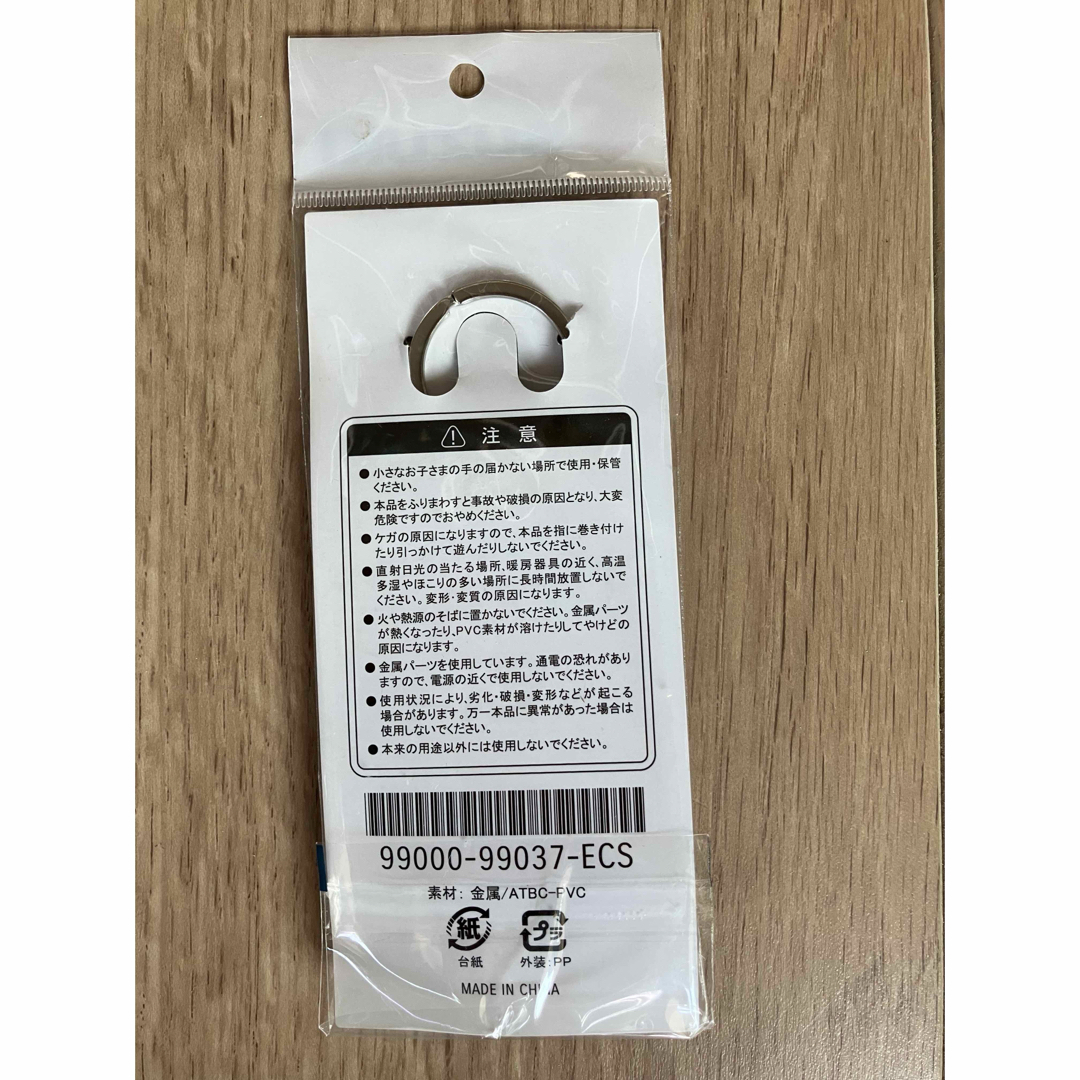 注意
●小さなお子さまの手の届かない場所で使用・保管
ください。
●本品をふりまわすと事故や破損の原因となり、大変
危険ですのでおやめください。
●ケガの原因になりますので、本品を指に巻き付け
たり引っかけて遊んだりしないでください。
●直射日光の当たる場所、暖房器具の近く、高温
多湿やほこりの多い場所に長時間放置しないで
ください。変形・変質の原因になります。
●火や熱源のそばに置かないでください。金属パーツ
が熱くなったり、PVC素材が溶けたりしてやけどの
原因になります。
●金属パーツを使用しています。通電の恐れがあり
ますので、電源の近くで使用しないでください。
●使用状況により、劣化・破損・変形などが起こる
場合があります。万一本品に異常があった場合は
使用しないでください。
●本来の用途以外には使用しないでください。
99000-99037-ECS
素材: 金属/ATBC-PVC
紙 プラ
台紙 外装:PP
MADE IN CHINA